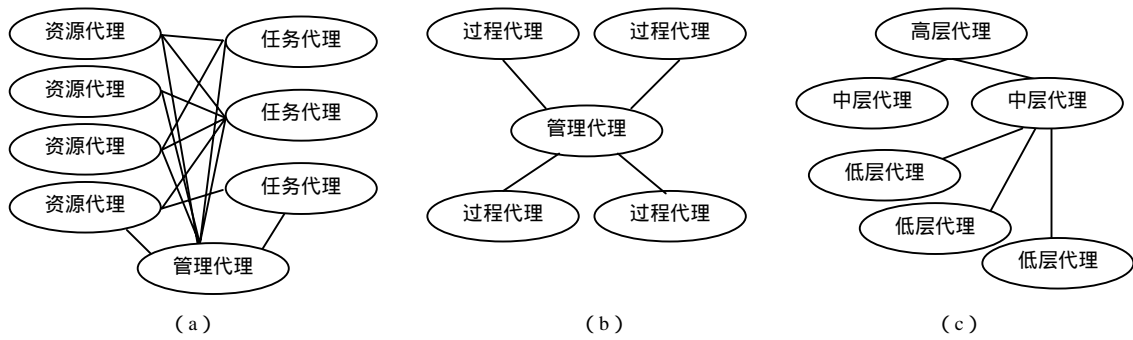 资源代理
任务代理
资源代理
任务代理
资源代理
任务代理
资源代理
管理代理
(a)
过程代理
过程代理
管理代理
过程代理
过程代理
(b)
高层代理
中层代理
中层代理
低层代理
低层代理
低层代理
(c)